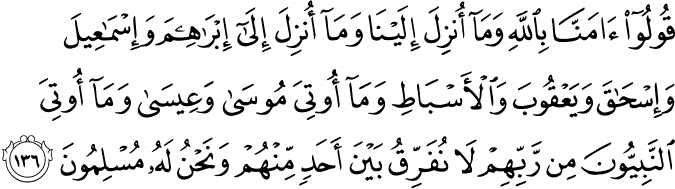 قُولُوٓا۟ ءَامَنَّا بِٱللَّهِ وَمَآ أُنزِلَ إِلَيْنَا وَمَآ أُنزِلَ إِلَىٰٓ إِبْرَٰهِـۧمَ وَإِسْمَـٰعِيلَ
وَإِسْحَـٰقَ وَيَعْقُوبَ وَٱلْأَسْبَاطِ وَمَآ أُوتِىَ مُوسَىٰ وَعِيسَىٰ وَمَآ أُوتِىَ
ٱلنَّبِيُّونَ مِن رَّبِّهِمْ لَا نُفَرِّقُ بَيْنَ أَحَدٍ مِّنْهُمْ وَنَحْنُ لَهُۥ مُسْلِمُونَ ١٣٦